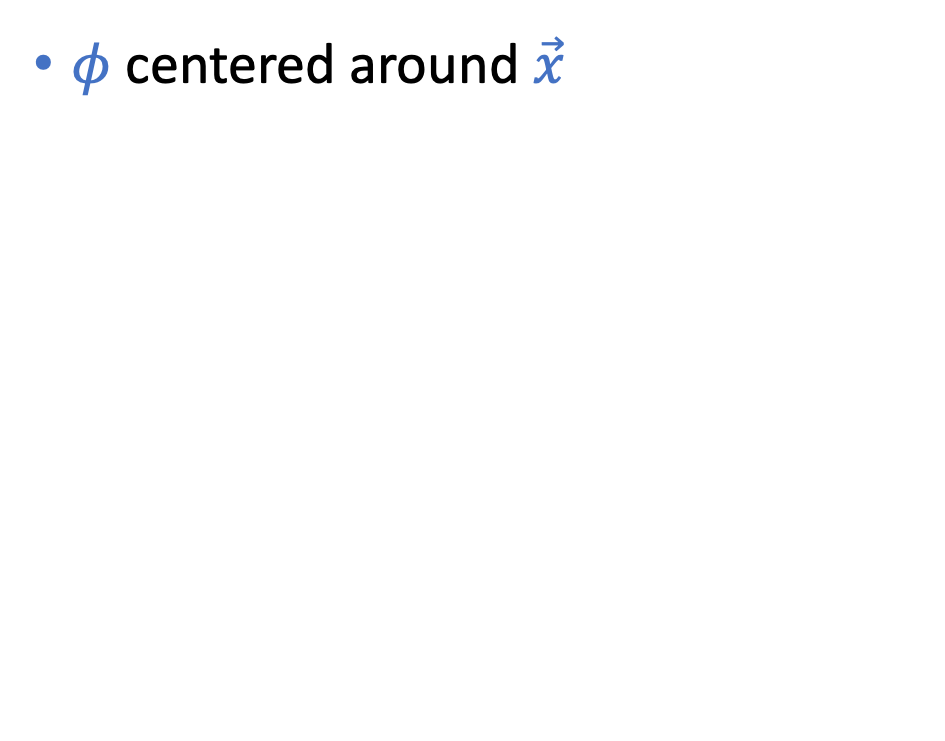 • ϕ centered around x⃗